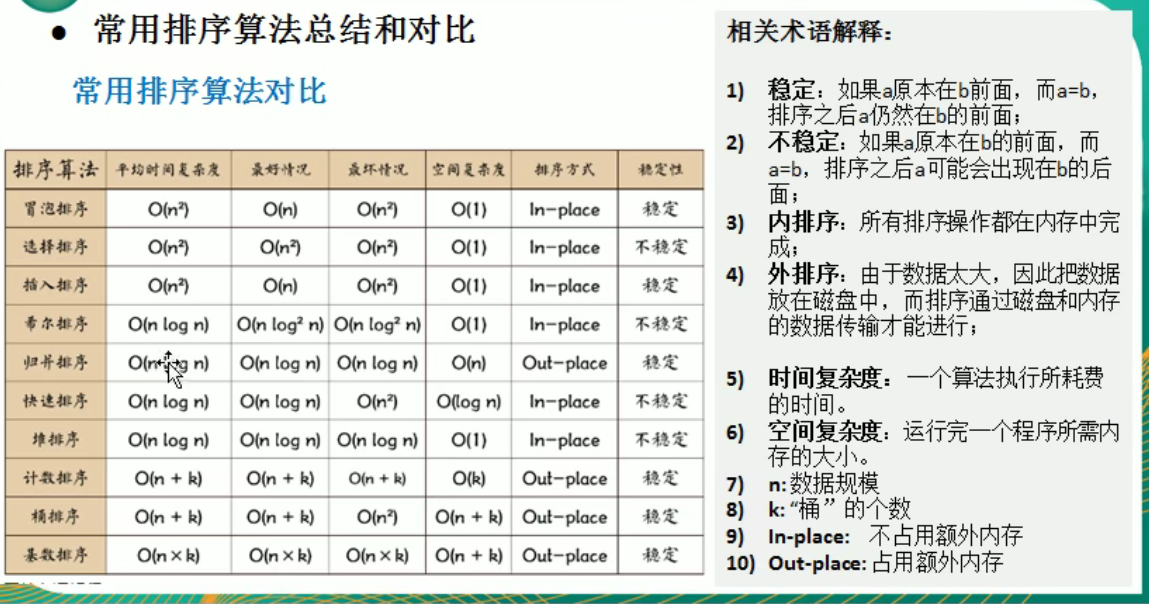 ● 常用排序算法总结和对比
常用排序算法对比
排序算法 平均时间复杂度 最好情况 最坏情况 空间复杂度 排序方式 稳定性
冒泡排序 O(n²) O(n) O(n²) O(1) In-place 稳定
选择排序 O(n²) O(n²) O(n²) O(1) In-place 不稳定
插入排序 O(n²) O(n) O(n²) O(1) In-place 稳定
希尔排序 O(n log n) O(n log² n) O(n log² n) O(1) In-place 不稳定
归并排序 O(n log n) O(n log n) O(n log n) O(n) Out-place 稳定
快速排序 O(n log n) O(n log n) O(n²) O(log n) In-place 不稳定
堆排序 O(n log n) O(n log n) O(n log n) O(1) In-place 不稳定
计数排序 O(n + k) O(n + k) O(n + k) O(k) Out-place 稳定
桶排序 O(n + k) O(n + k) O(n²) O(n + k) Out-place 稳定
基数排序 O(n×k) O(n×k) O(n×k) O(n + k) Out-place 稳定
相关术语解释：
1) 稳定：如果a原本在b前面，而a=b，
排序之后a仍然在b的前面；
2) 不稳定：如果a原本在b的前面，而
a=b，排序之后a可能会出现在b的后
面；
3) 内排序：所有排序操作都在内存中完
成；
4) 外排序：由于数据太大，因此把数据
放在磁盘中，而排序通过磁盘和内存
的数据传输才能进行；
5) 时间复杂度：一个算法执行所耗费
的时间。
6) 空间复杂度：运行完一个程序所需内
存的大小。
7) n: 数据规模
8) k: “桶”的个数
9) In-place: 不占用额外内存
10) Out-place: 占用额外内存